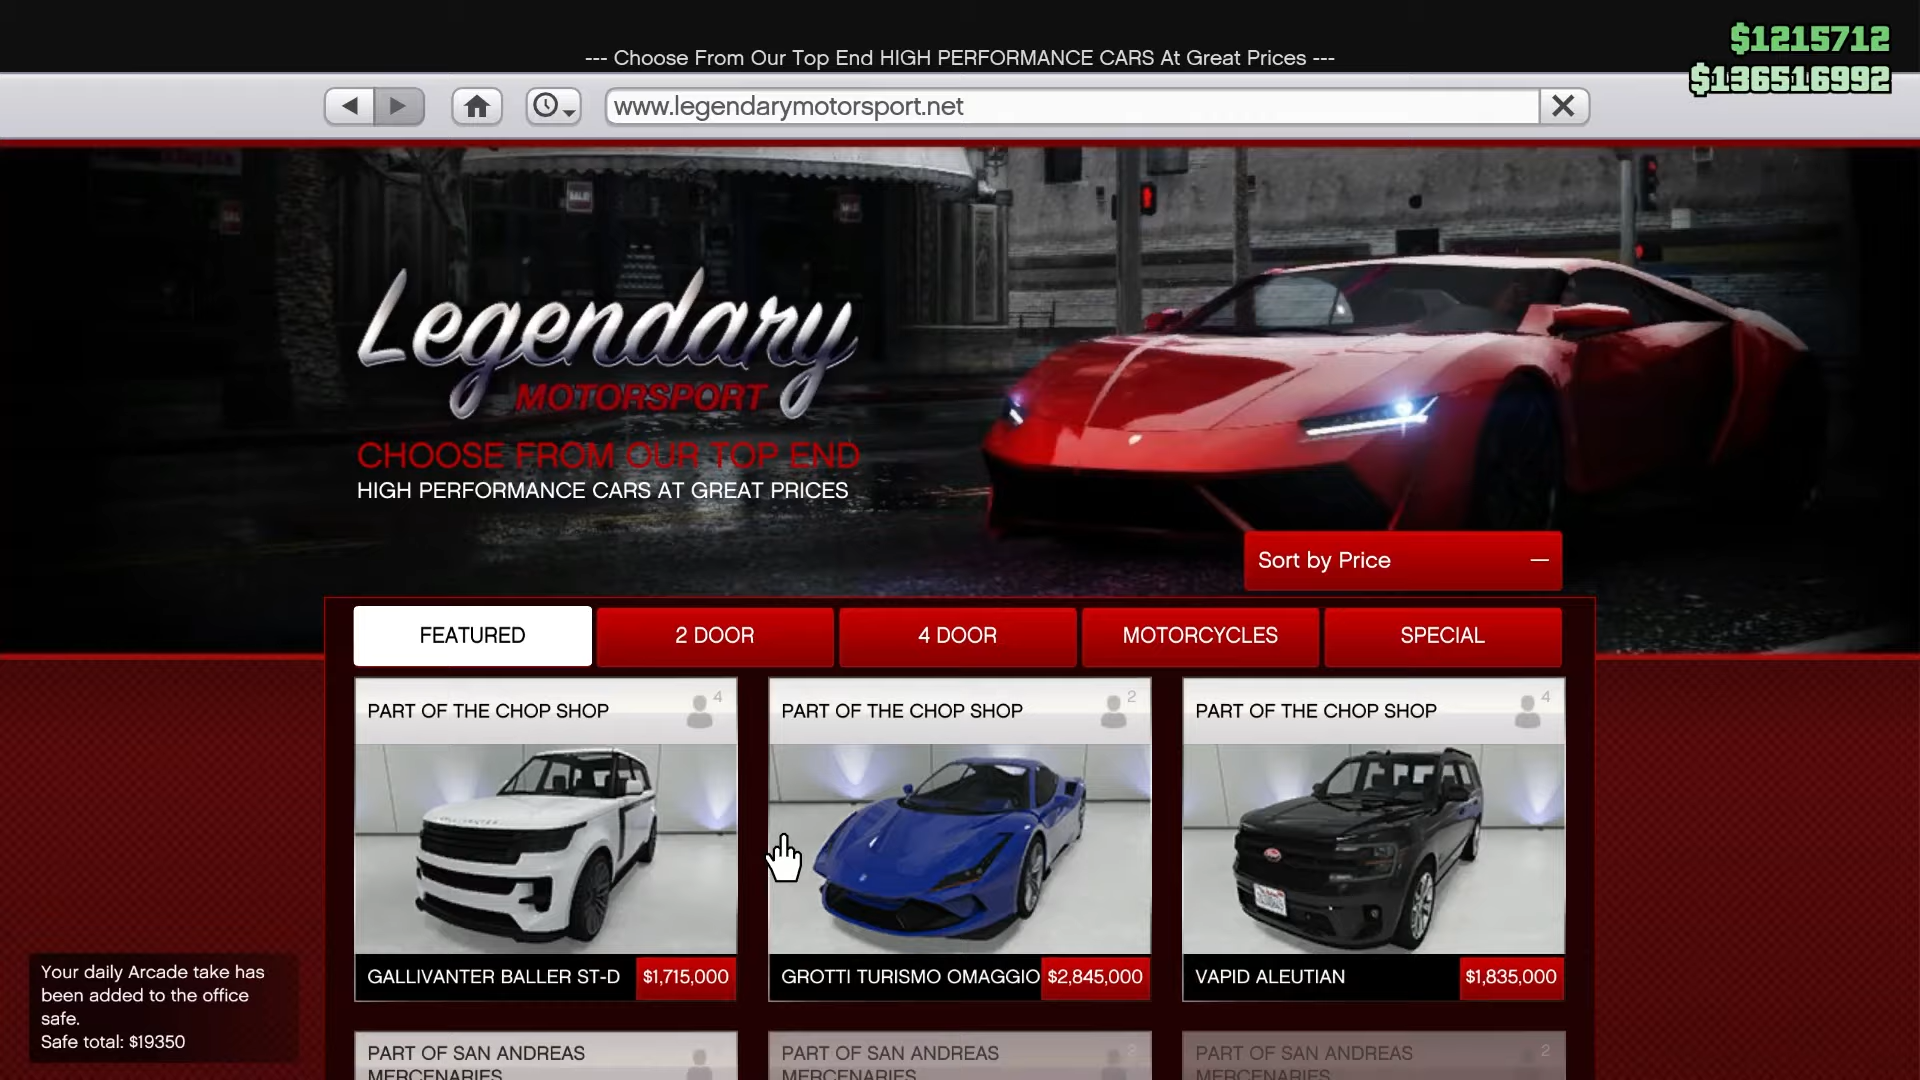 --- Choose From Our Top End HIGH PERFORMANCE CARS At Great Prices ---
$1215712
$136516992
www.legendarymotorsport.net
Legendary
MOTORSPORT
CHOOSE FROM OUR TOP END
HIGH PERFORMANCE CARS AT GREAT PRICES
Sort by Price
FEATURED
2 DOOR
4 DOOR
MOTORCYCLES
SPECIAL
PART OF THE CHOP SHOP
4
PART OF THE CHOP SHOP
2
PART OF THE CHOP SHOP
4
GALLIVANTER BALLER ST-D
$1,715,000
GROTTI TURISMO OMAGGIO
$2,845,000
VAPID ALEUTIAN
$1,835,000
Your daily Arcade take has
been added to the office
safe.
Safe total: $19350
PART OF SAN ANDREAS
MERCENARIES
PART OF SAN ANDREAS
MERCENARIES
2
PART OF SAN ANDREAS
MERCENARIES
2